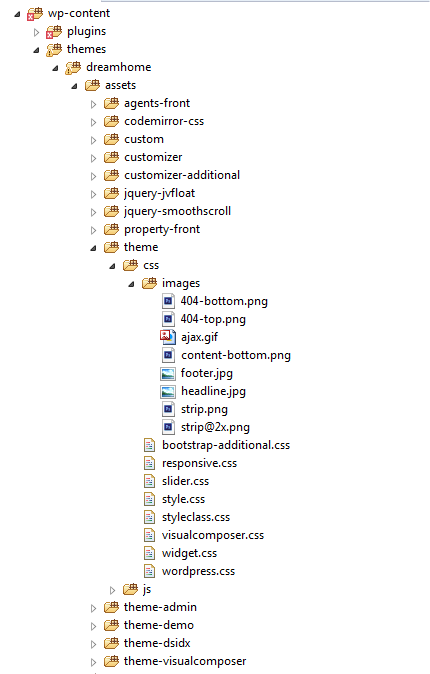 wp-content
plugins
themes
dreamhome
assets
agents-front
codemirror-css
custom
customizer
customizer-additional
jquery-jvfloat
jquery-smoothscroll
property-front
theme
css
images
404-bottom.png
404-top.png
ajax.gif
content-bottom.png
footer.jpg
headline.jpg
strip.png
strip@2x.png
bootstrap-additional.css
responsive.css
slider.css
style.css
styleclass.css
visualcomposer.css
widget.css
wordpress.css
js
theme-admin
theme-demo
theme-dsidx
theme-visualcomposer